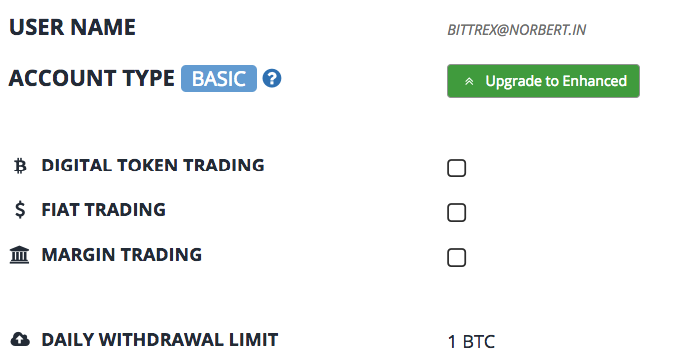 USER NAME BITTREX@NORBERT.IN
ACCOUNT TYPE BASIC ? Upgrade to Enhanced
DIGITAL TOKEN TRADING
$ FIAT TRADING
MARGIN TRADING
DAILY WITHDRAWAL LIMIT 1 BTC